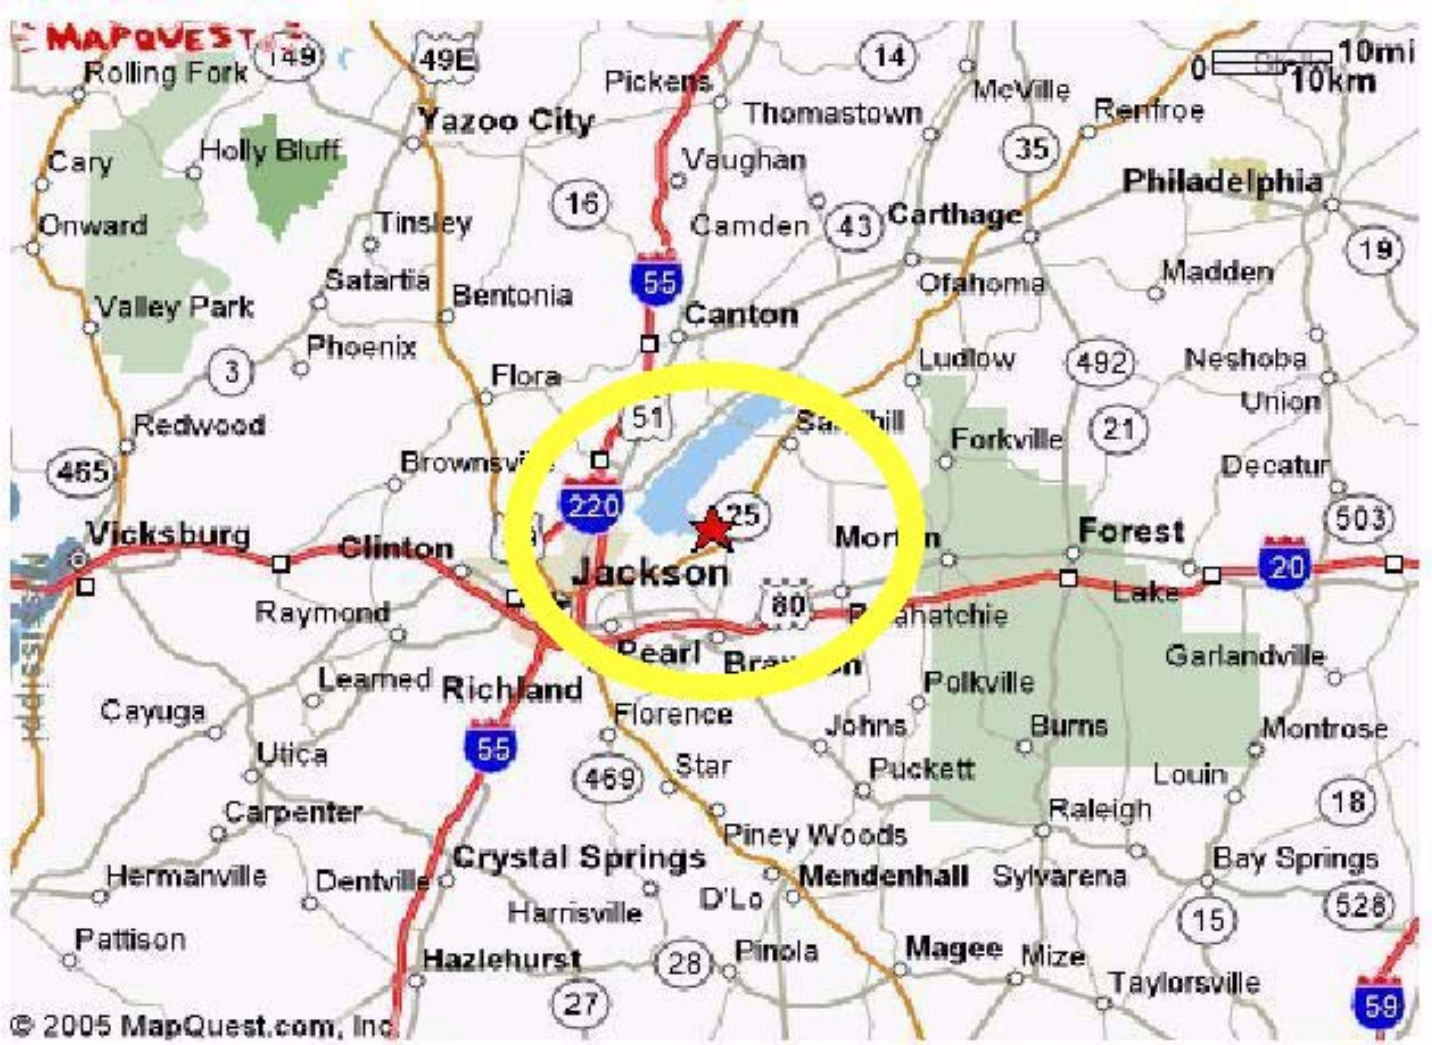 MAPQUEST
149
49E
14
10mi
0
10km
Rolling Fork
Pickens
McVille
Thomastown
Renfroe
Yazoo City
35
Cary
Holly Bluff
Vaughan
Philadelphia
16
Onward
Tinsley
Camden
43
Carthage
19
Satartia
55
Ofahoma
Madden
Valley Park
Bentonia
Canton
Phoenix
3
Flora
Ludlow
492
Neshoba
Union
51
Redwood
21
Forkville
465
Brownsville
Decatur
220
25
503
Vicksburg
Clinton
Morton
Forest
20
Jackson
Raymond
80
Lake
Pelahatchie
Mississippi
Pearl
Garlandville
Learned
Richland
Polkville
Cayuga
Florence
Johns
Burns
Montrose
55
Utica
469
Star
Puckett
Louin
Carpenter
Raleigh
18
Piney Woods
Crystal Springs
Bay Springs
Hermanville
Dentville
D'Lo
Mendenhall
Sylvarena
Harrisville
528
15
Pattison
Hazlehurst
28
Pinola
Magee
Mize
Taylorsville
27
59
© 2005 MapQuest.com, Inc